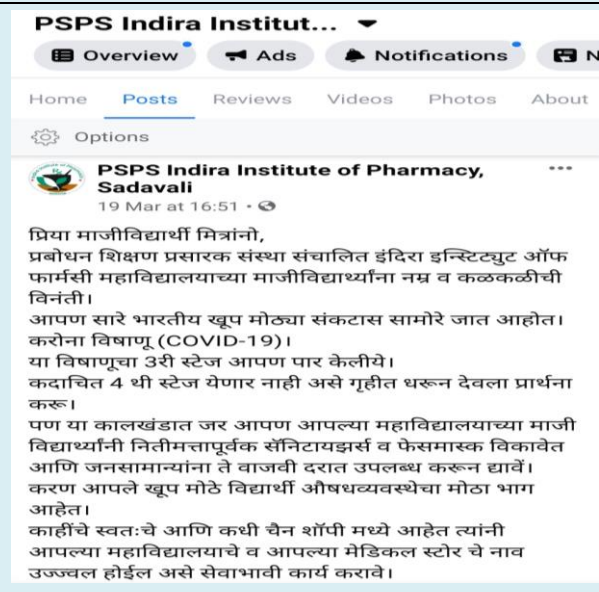 PSPS Indira Institut...
Overview
Ads
Notifications
N
Home
Posts
Reviews
Videos
Photos
About
Options
PSPS Indira Institute of Pharmacy,
Sadavali
19 Mar at 16:51
प्रिया माजीविद्यार्थी मित्रांनो,
प्रबोधन शिक्षण प्रसारक संस्था संचालित इंदिरा इन्स्टिट्युट ऑफ
फार्मसी महाविद्यालयाच्या माजीविद्यार्थ्यांना नम्र व कळकळीची
विनंती।
आपण सारे भारतीय खूप मोठ्या संकटास सामोरे जात आहोत।
करोना विषाणू (COVID-19)।
या विषाणूचा 3री स्टेज आपण पार केलीये।
कदाचित 4 थी स्टेज येणार नाही असे गृहीत धरून देवला प्रार्थना
करू।
पण या कालखंडात जर आपण आपल्या महाविद्यालयाच्या माजी
विद्यार्थ्यांनी नितीमत्तापूर्वक सॅनिटायझर्स व फेसमास्क विकावेत
आणि जनसामान्यांना ते वाजवी दरात उपलब्ध करून द्यावें।
करण आपले खूप मोठे विद्यार्थी औषधव्यवस्थेचा मोठा भाग
आहेत।
काहींचे स्वतःचे आणि कधी चैन शॉपी मध्ये आहेत त्यांनी
आपल्या महाविद्यालयाचे व आपल्या मेडिकल स्टोर चे नाव
उज्ज्वल होईल असे सेवाभावी कार्य करावे।